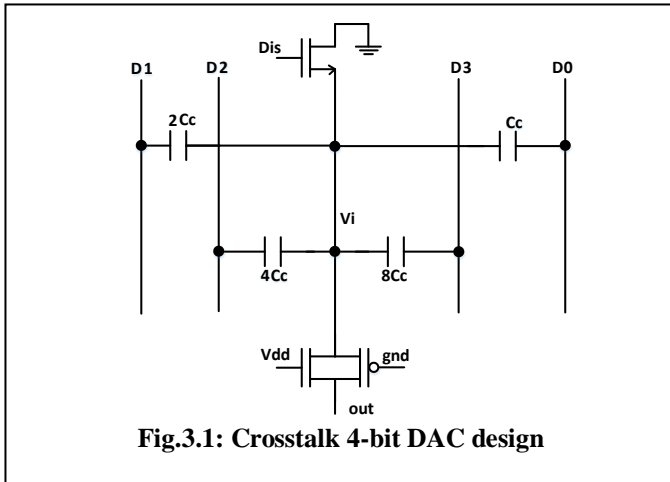 Dis
D1 D2 D3 D0
2Cc Cc
Vi
4Cc 8Cc
Vdd gnd
out
Fig.3.1: Crosstalk 4-bit DAC design